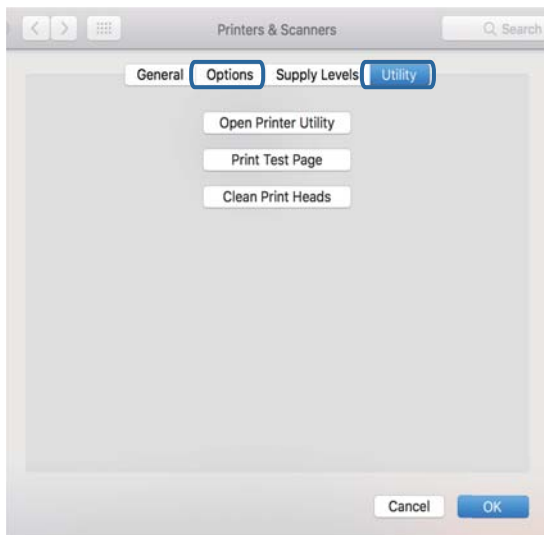 Printers & Scanners Search
General Options Supply Levels Utility
Open Printer Utility
Print Test Page
Clean Print Heads
Cancel OK